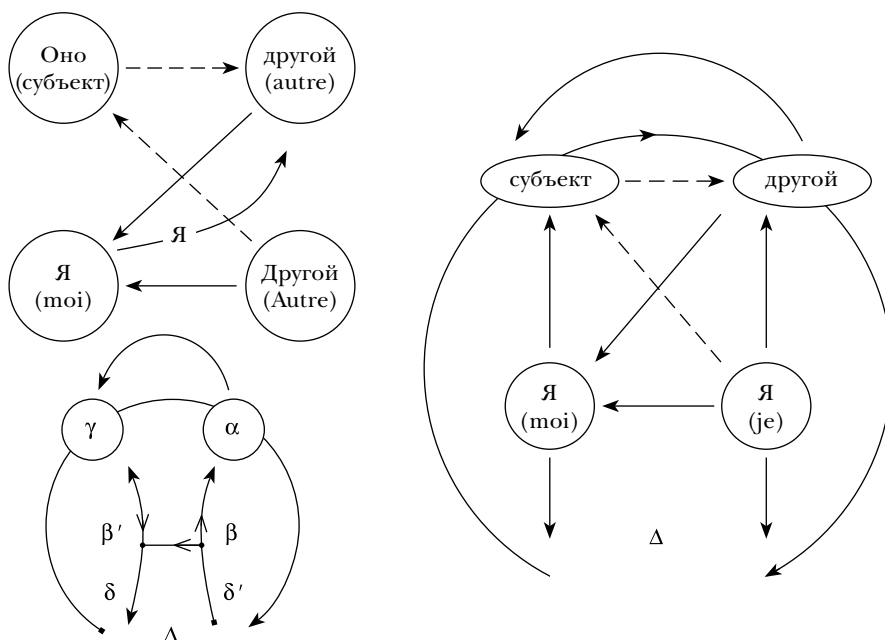 Оно
(субъект)
другой
(autre)
Я
Я
(moi)
Другой
(Autre)
γ
α
β′
β
δ
δ′
Δ
субъект
другой
Я
(moi)
Я
(je)
Δ